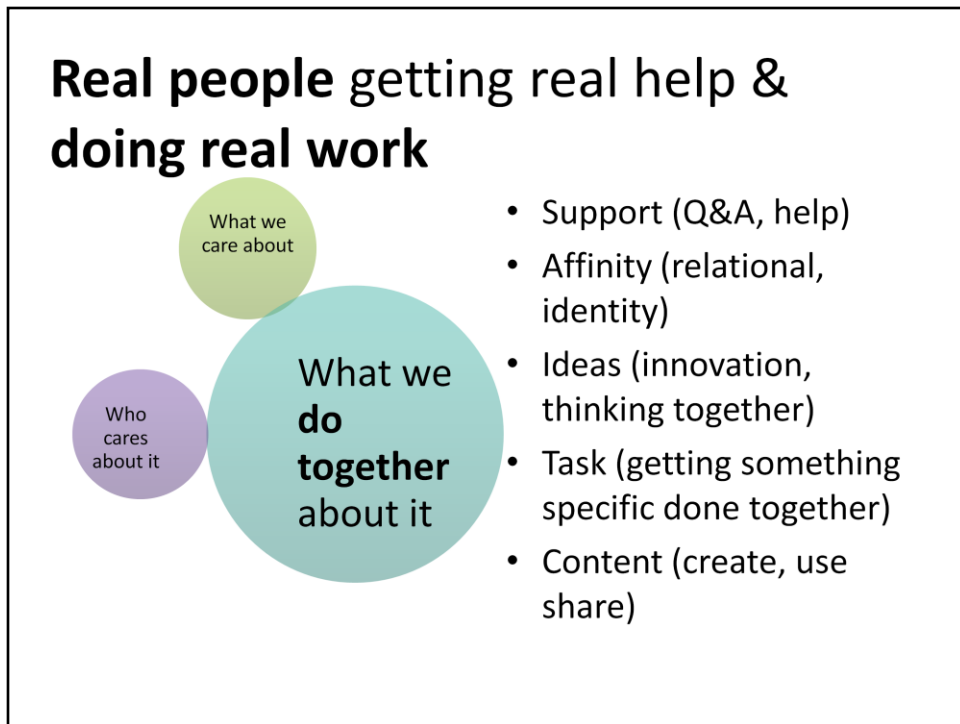 Real people getting real help &
doing real work
What we
care about
Who
cares
about it
What we
do
together
about it
• Support (Q&A, help)
• Affinity (relational,
identity)
• Ideas (innovation,
thinking together)
• Task (getting something
specific done together)
• Content (create, use
share)